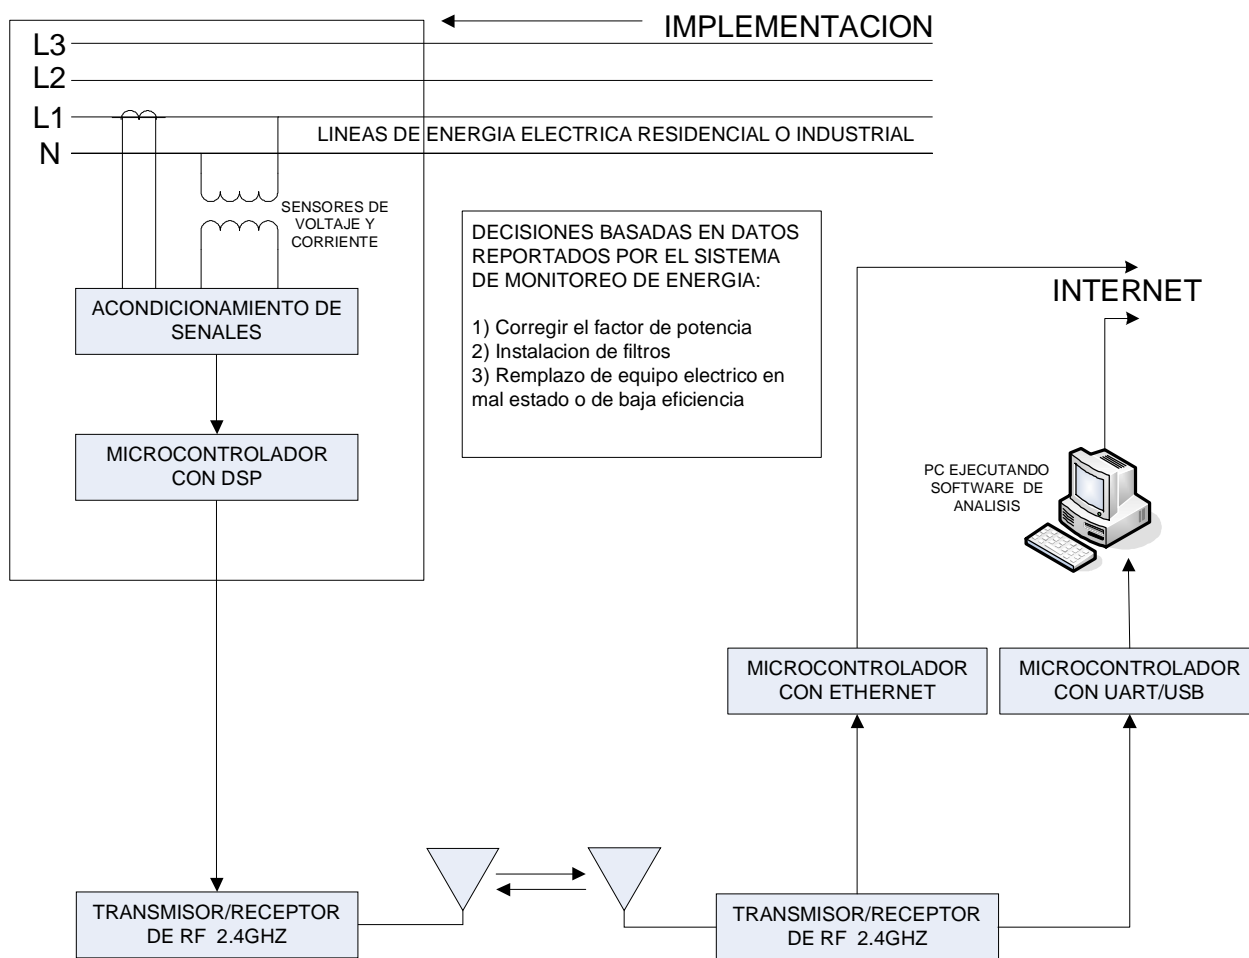 IMPLEMENTACION
L3
L2
L1
N
LINEAS DE ENERGIA ELECTRICA RESIDENCIAL O INDUSTRIAL
SENSORES DE
VOLTAJE Y
CORRIENTE
DECISIONES BASADAS EN DATOS
REPORTADOS POR EL SISTEMA
DE MONITOREO DE ENERGIA:
1) Corregir el factor de potencia
2) Instalacion de filtros
3) Remplazo de equipo electrico en
mal estado o de baja eficiencia
INTERNET
ACONDICIONAMIENTO DE
SENALES
MICROCONTROLADOR
CON DSP
PC EJECUTANDO
SOFTWARE DE
ANALISIS
MICROCONTROLADOR
CON ETHERNET
MICROCONTROLADOR
CON UART/USB
TRANSMISOR/RECEPTOR
DE RF 2.4GHZ
TRANSMISOR/RECEPTOR
DE RF 2.4GHZ